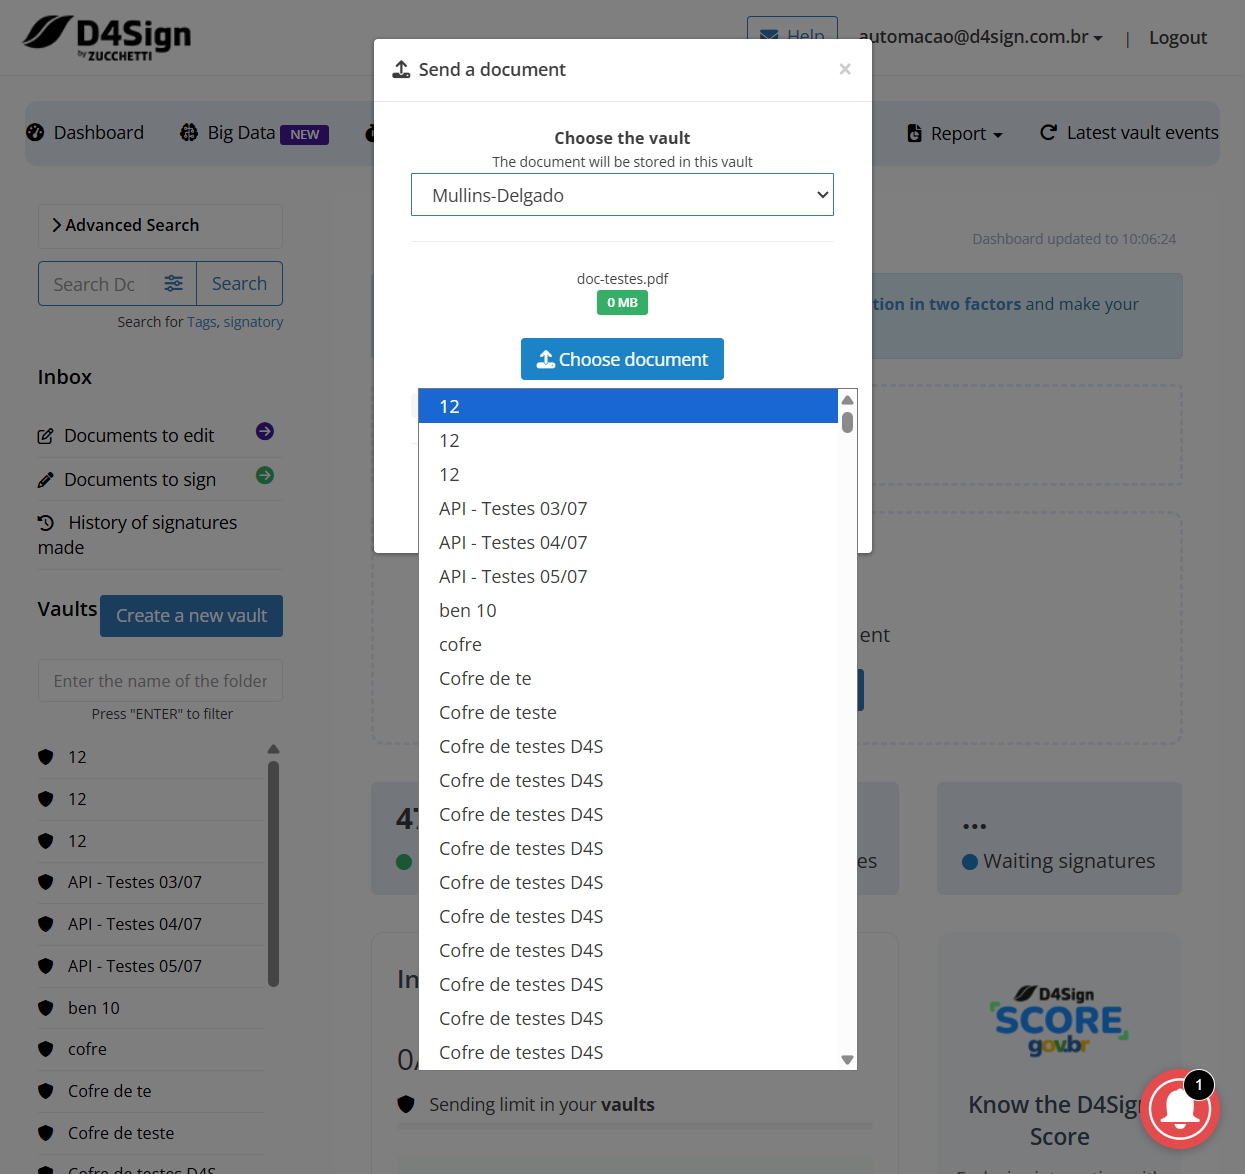 D4Sign
by ZUCCHETTI
Help
automacao@d4sign.com.br
|
Logout
Dashboard
Big Data NEW
Report
Latest vault events
Send a document
×
Choose the vault
The document will be stored in this vault
Mullins-Delgado
doc-testes.pdf
0 MB
Choose document
12
12
12
API - Testes 03/07
API - Testes 04/07
API - Testes 05/07
ben 10
cofre
Cofre de te
Cofre de teste
Cofre de testes D4S
Cofre de testes D4S
Cofre de testes D4S
Cofre de testes D4S
Cofre de testes D4S
Cofre de testes D4S
Cofre de testes D4S
Cofre de testes D4S
Cofre de testes D4S
Cofre de testes D4S
Advanced Search
Search Dc
Search
Search for Tags, signatory
Inbox
Documents to edit
Documents to sign
History of signatures
made
Vaults
Create a new vault
Enter the name of the folder
Press "ENTER" to filter
12
12
12
API - Testes 03/07
API - Testes 04/07
API - Testes 05/07
ben 10
cofre
Cofre de te
Cofre de teste
Cofre de testes D4S
Dashboard updated to 10:06:24
tion in two factors and make your
ent
47
es
...
Waiting signatures
In
0/
Sending limit in your vaults
D4Sign
SCORE
gov.br
Know the D4Sign
Score
1